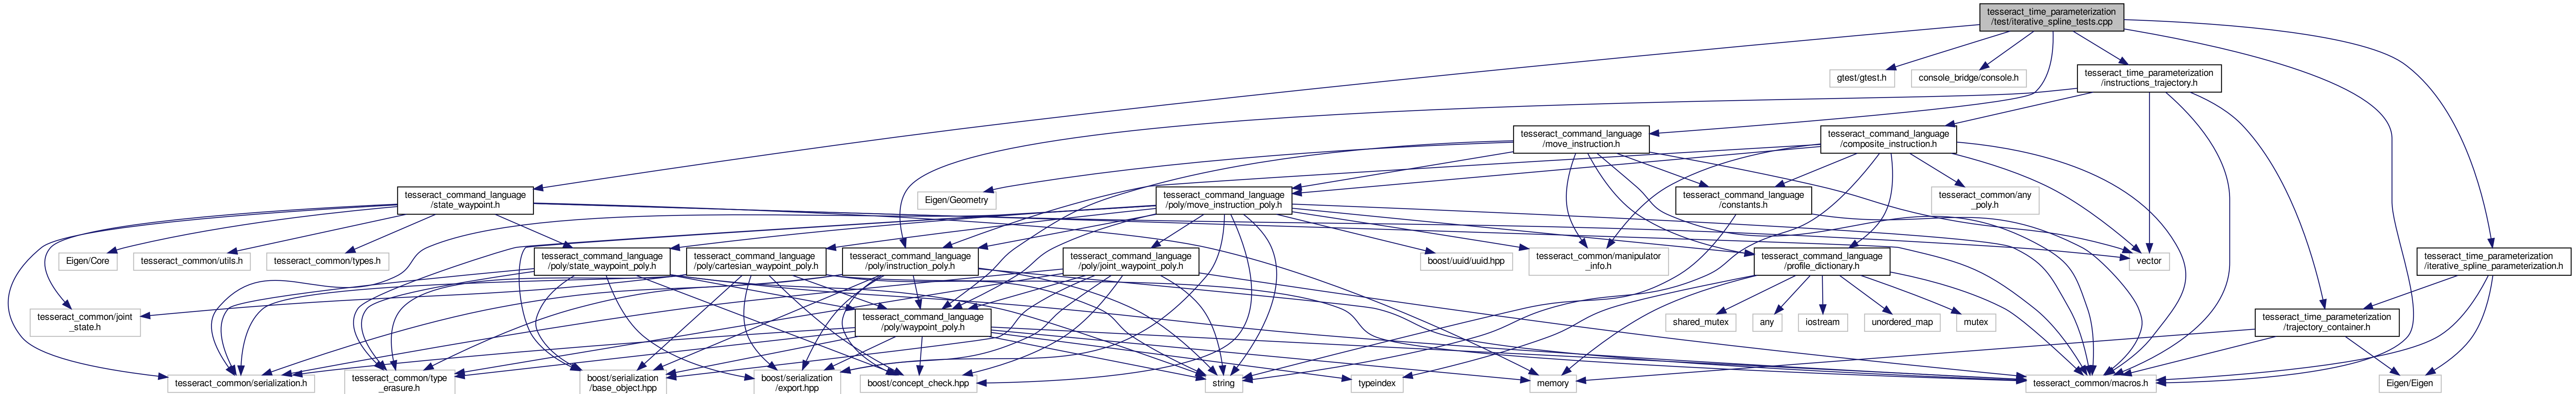 tesseract_time_parameterization
/test/iterative_spline_tests.cpp
gtest/gtest.h
console_bridge/console.h
tesseract_time_parameterization
/instructions_trajectory.h
tesseract_command_language
/move_instruction.h
tesseract_command_language
/composite_instruction.h
tesseract_command_language
/state_waypoint.h
Eigen/Geometry
tesseract_command_language
/poly/move_instruction_poly.h
tesseract_command_language
/constants.h
tesseract_common/any
_poly.h
Eigen/Core
tesseract_common/utils.h
tesseract_common/types.h
tesseract_command_language
/poly/state_waypoint_poly.h
tesseract_command_language
/poly/cartesian_waypoint_poly.h
tesseract_command_language
/poly/instruction_poly.h
tesseract_command_language
/poly/joint_waypoint_poly.h
boost/uuid/uuid.hpp
tesseract_common/manipulator
_info.h
tesseract_command_language
/profile_dictionary.h
vector
tesseract_time_parameterization
/iterative_spline_parameterization.h
tesseract_common/joint
_state.h
tesseract_command_language
/poly/waypoint_poly.h
shared_mutex
any
iostream
unordered_map
mutex
tesseract_time_parameterization
/trajectory_container.h
tesseract_common/serialization.h
tesseract_common/type
_erasure.h
boost/serialization
/base_object.hpp
boost/serialization
/export.hpp
boost/concept_check.hpp
string
typeindex
memory
tesseract_common/macros.h
Eigen/Eigen